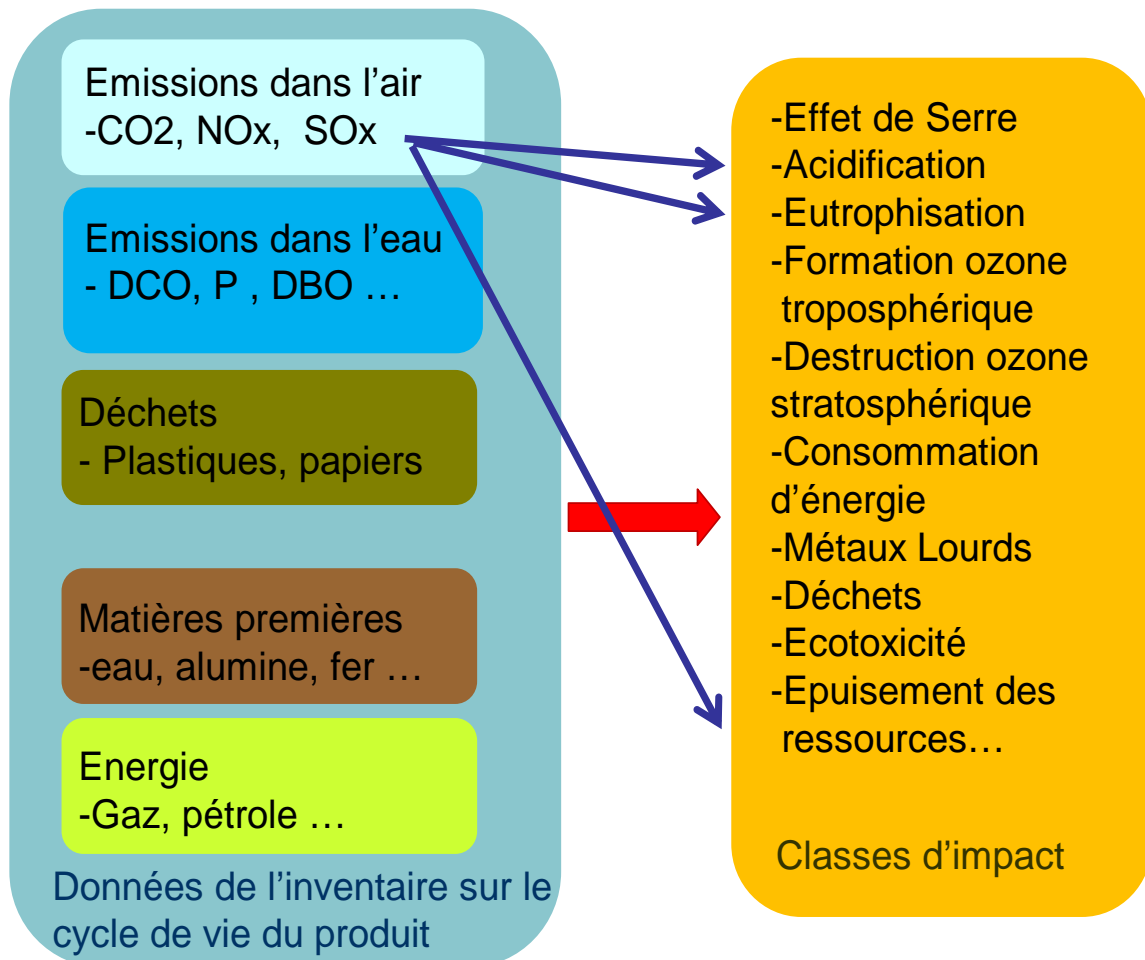 Emissions dans l'air
-CO2, NOx, SOx
Emissions dans l'eau
- DCO, P , DBO …
Déchets
- Plastiques, papiers
Matières premières
-eau, alumine, fer …
Energie
-Gaz, pétrole …
Données de l'inventaire sur le
cycle de vie du produit
-Effet de Serre
-Acidification
-Eutrophisation
-Formation ozone
troposphérique
-Destruction ozone
stratosphérique
-Consommation
d'énergie
-Métaux Lourds
-Déchets
-Ecotoxicité
-Epuisement des
ressources…
Classes d'impact